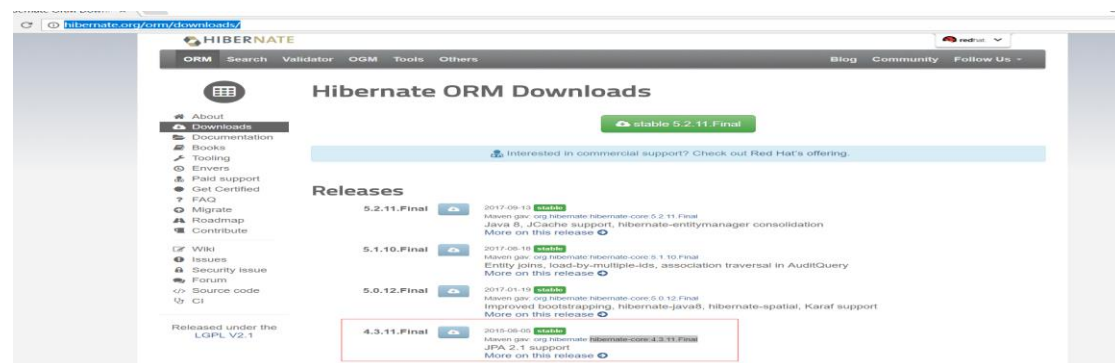 hibernate.org/orm/downloads/
HIBERNATE
redhat
ORM Search Validator OGM Tools Others Blog Community Follow Us
Hibernate ORM Downloads
stable 5.2.11.Final
Interested in commercial support? Check out Red Hat's offering.
About
Downloads
Documentation
Books
Tooling
Envers
Paid support
Get Certified
FAQ
Migrate
Roadmap
Contribute
Wiki
Issues
Security issue
Forum
Source code
CI
Released under the
LGPL V2.1
Releases
5.2.11.Final 2017-09-13 stable
Maven gav: org.hibernate:hibernate-core:5.2.11.Final
Java 8, JCache support, hibernate-entitymanager consolidation
More on this release
5.1.10.Final stable
Maven gav: org.hibernate:hibernate-core:5.1.10.Final
Entity joins, load-by-multiple-ids, association traversal in AuditQuery
More on this release
5.0.12.Final 2017-01-19 stable
Maven gav: org.hibernate:hibernate-core:5.0.12.Final
Improved bootstrapping, hibernate-java8, hibernate-spatial, Karaf support
More on this release
4.3.11.Final stable
Maven gav: org.hibernate:hibernate-core:4.3.11.Final
JPA 2.1 support
More on this release